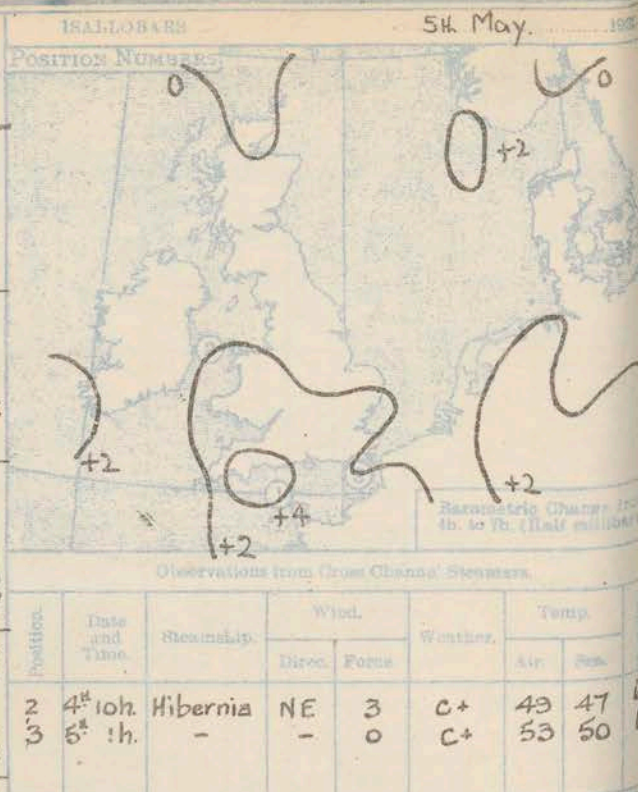 ISALLOBARS 5th May. 193
POSITION NUMBERS
0
0
+2
+2
+4
+2
+2
Barometric Change
4h. to 7h. (Half
Observations from Cross Channel Steamers.
Position. Date and Time. Steamship. Wind. Weather. Temp.
Direc. Force Air. Sea.
2 4th 10h. Hibernia NE 3 C+ 49 47
3 5th 1h. - - 0 C+ 53 50